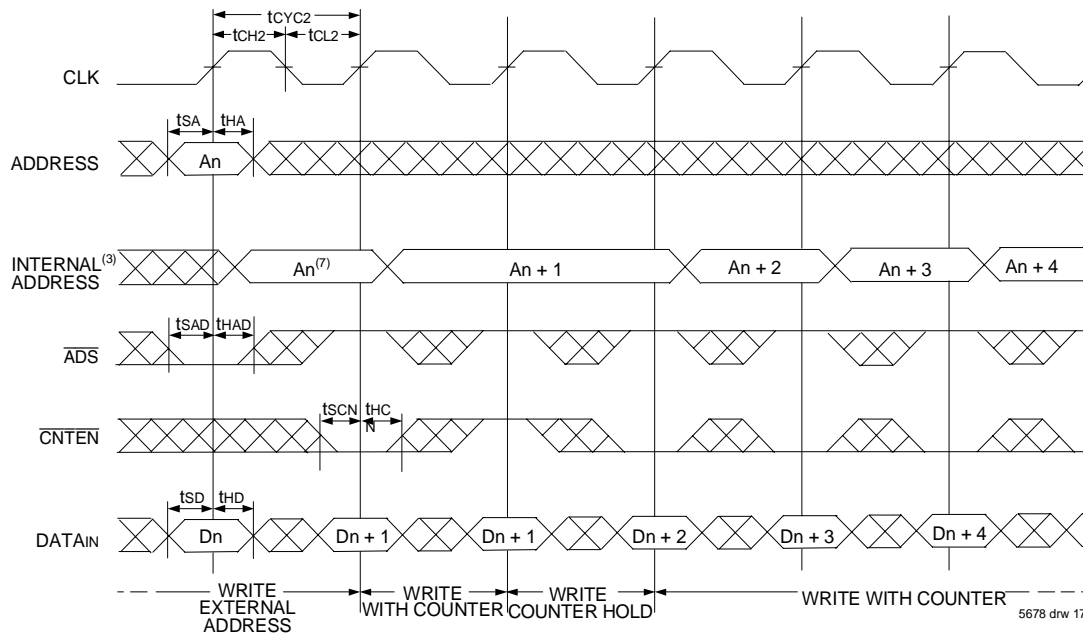 tCYC2
tCH2 tCL2
CLK
tSA tHA
ADDRESS An
INTERNAL(3)
ADDRESS
An(7) An + 1 An + 2 An + 3 An + 4
tSAD tHAD
ADS
tSCN tHC
N
CNTEN
tSD tHD
DATAIN Dn Dn + 1 Dn + 1 Dn + 2 Dn + 3 Dn + 4
WRITE
EXTERNAL
ADDRESS
WRITE
WITH COUNTER
WRITE
COUNTER HOLD
WRITE WITH COUNTER
5678 drw 17